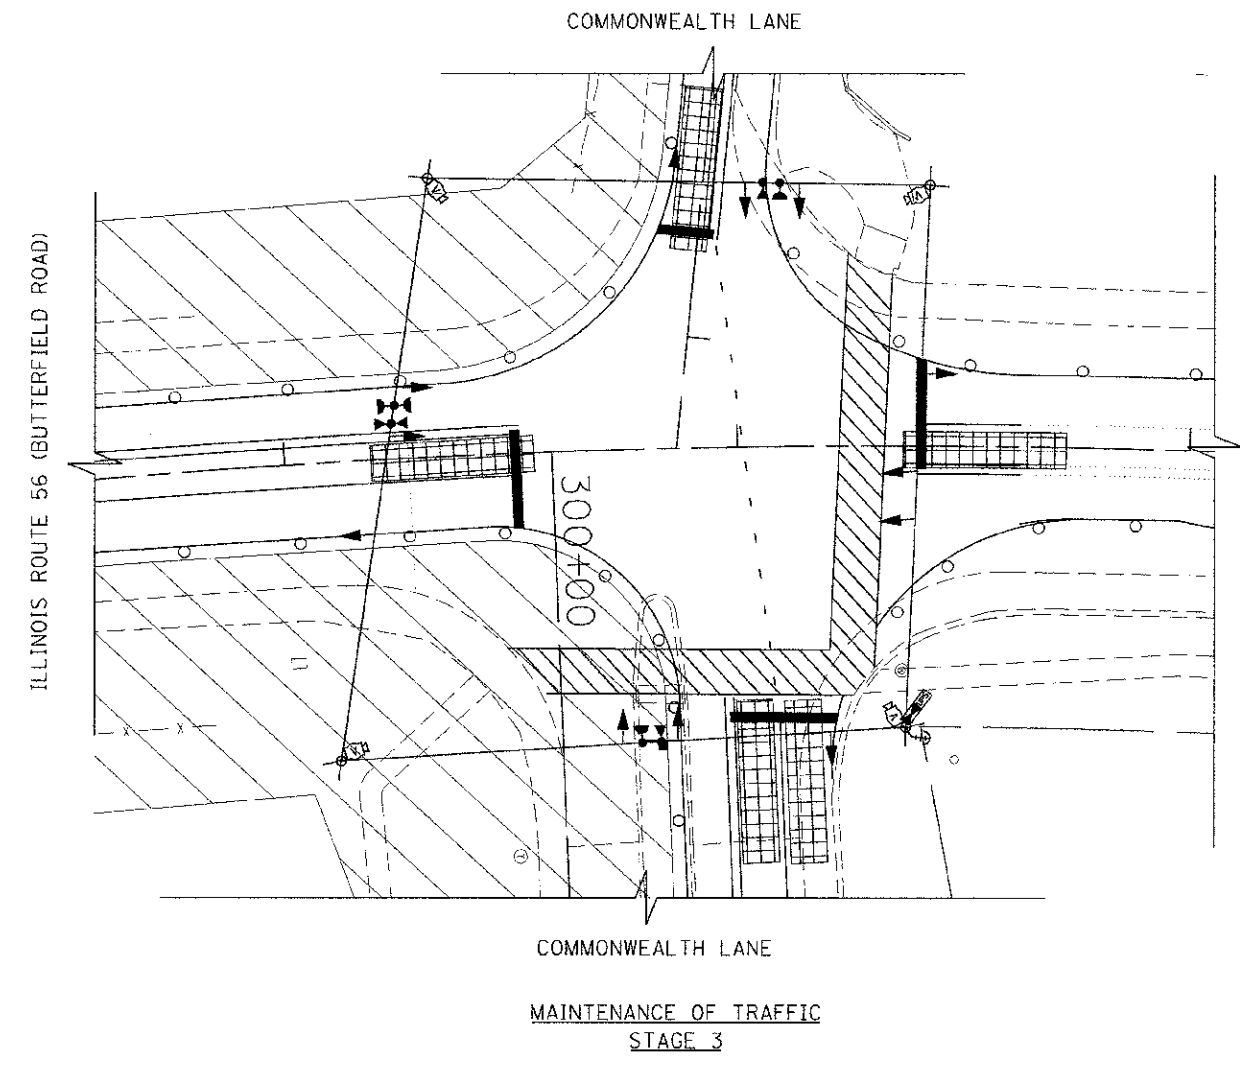 COMMONWEALTH LANE
ILLINOIS ROUTE 56 (BUTTERFIELD ROAD)
300+00
COMMONWEALTH LANE
MAINTENANCE OF TRAFFIC
STAGE 3